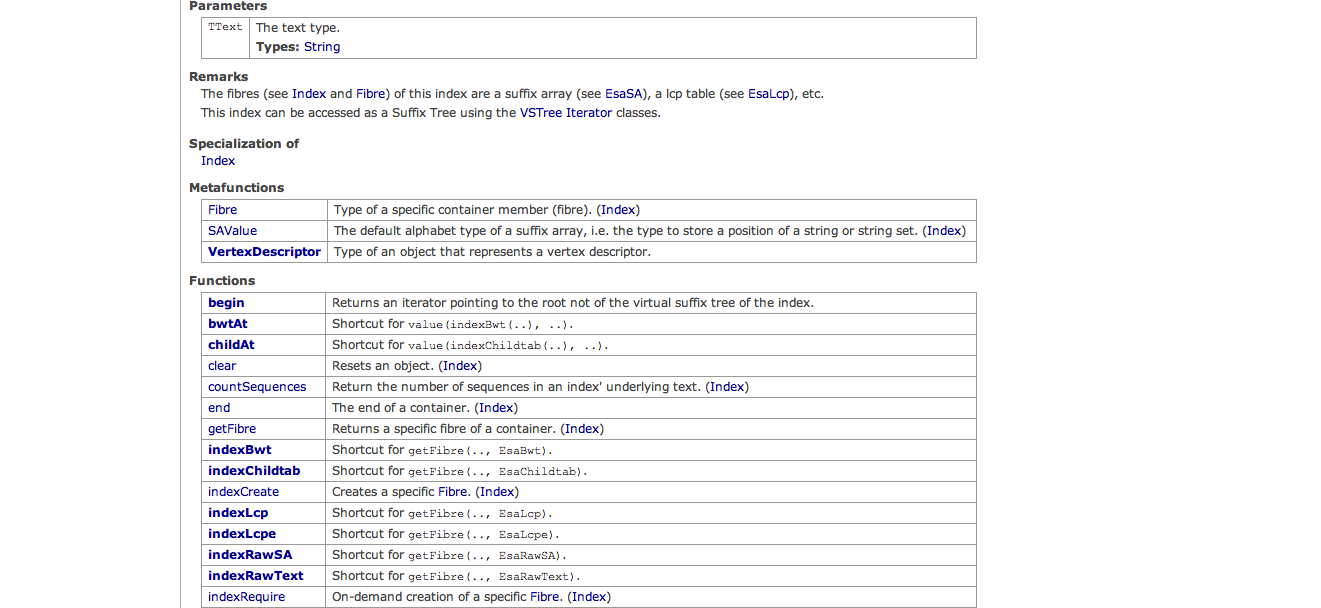 Parameters
TText The text type.
Types: String
Remarks
The fibres (see Index and Fibre) of this index are a suffix array (see EsaSA), a lcp table (see EsaLcp), etc.
This index can be accessed as a Suffix Tree using the VSTree Iterator classes.
Specialization of
Index
Metafunctions
Fibre Type of a specific container member (fibre). (Index)
SAValue The default alphabet type of a suffix array, i.e. the type to store a position of a string or string set. (Index)
VertexDescriptor Type of an object that represents a vertex descriptor.
Functions
begin Returns an iterator pointing to the root not of the virtual suffix tree of the index.
bwtAt Shortcut for value(indexBwt(..), ..).
childAt Shortcut for value(indexChildtab(..), ..).
clear Resets an object. (Index)
countSequences Return the number of sequences in an index' underlying text. (Index)
end The end of a container. (Index)
getFibre Returns a specific fibre of a container. (Index)
indexBwt Shortcut for getFibre(.., EsaBwt).
indexChildtab Shortcut for getFibre(.., EsaChildtab).
indexCreate Creates a specific Fibre. (Index)
indexLcp Shortcut for getFibre(.., EsaLcp).
indexLcpe Shortcut for getFibre(.., EsaLcpe).
indexRawSA Shortcut for getFibre(.., EsaRawSA).
indexRawText Shortcut for getFibre(.., EsaRawText).
indexRequire On-demand creation of a specific Fibre. (Index)